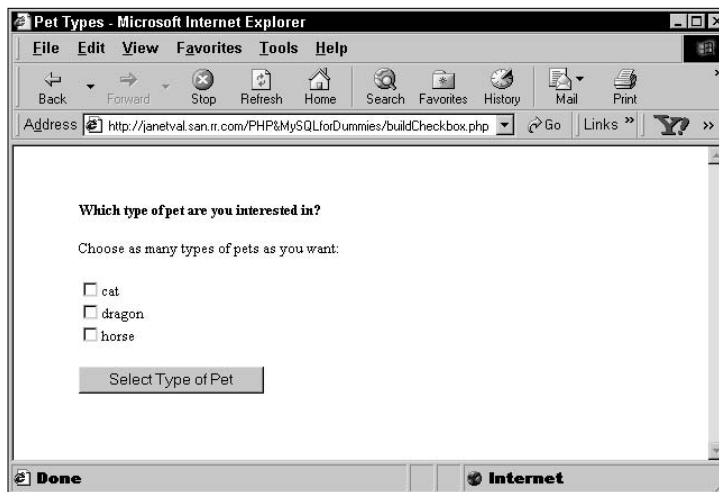 Pet Types - Microsoft Internet Explorer
File Edit View Favorites Tools Help
Back Forward Stop Refresh Home Search Favorites History Mail Print
Address http://janetval.san.rr.com/PHP&MySQLforDummies/buildCheckbox.php Go Links » Y? »
Which type of pet are you interested in?
Choose as many types of pets as you want:
cat
dragon
horse
Select Type of Pet
Done Internet